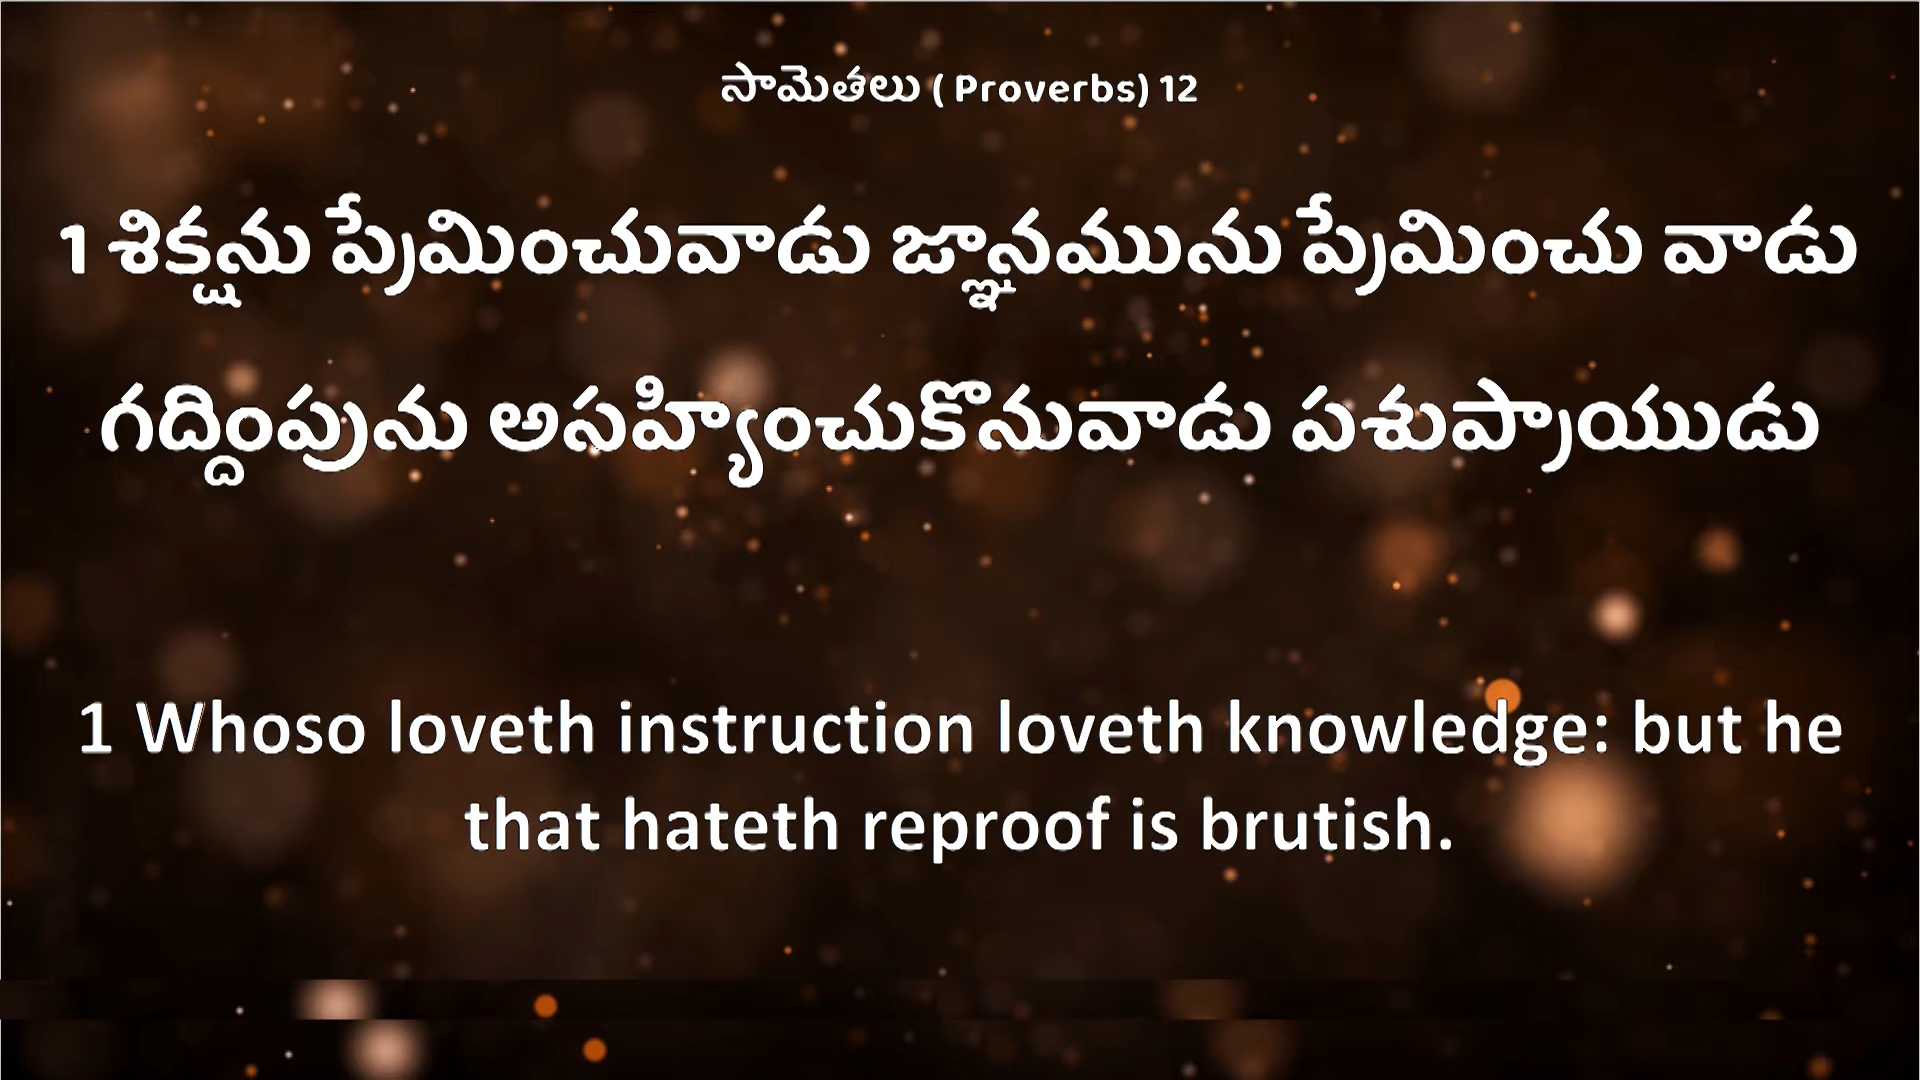 సామెతలు ( Proverbs) 12
1 శిక్షను ప్రేమించువాడు జ్ఞానమును ప్రేమించు వాడు
గద్దింపును అసహ్యించుకొనువాడు పశుప్రాయుడు
1 Whoso loveth instruction loveth knowledge: but he
that hateth reproof is brutish.